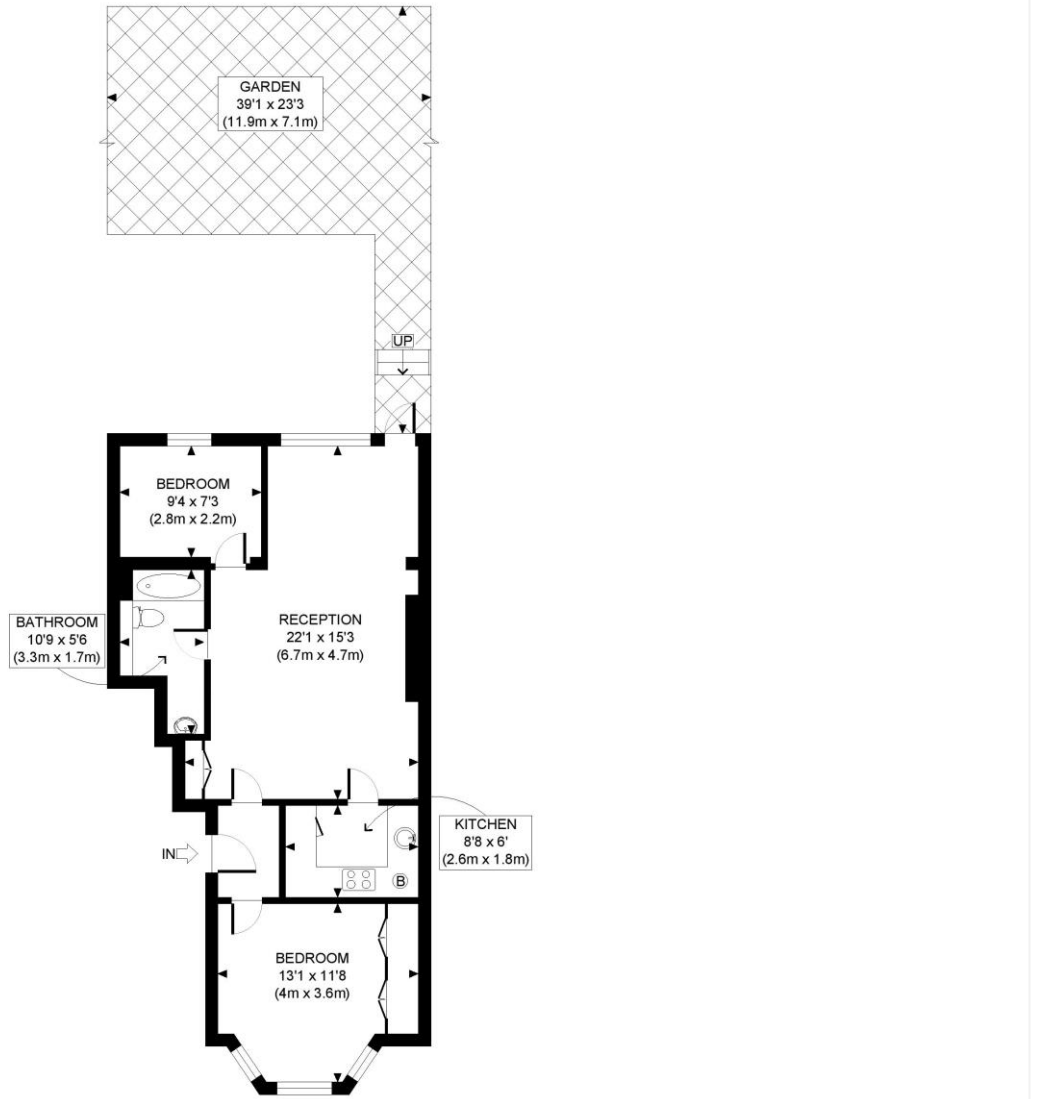 GARDEN
39'1 x 23'3
(11.9m x 7.1m)
UP
BEDROOM
9'4 x 7'3
(2.8m x 2.2m)
BATHROOM
10'9 x 5'6
(3.3m x 1.7m)
RECEPTION
22'1 x 15'3
(6.7m x 4.7m)
KITCHEN
8'8 x 6'
(2.6m x 1.8m)
IN
B
BEDROOM
13'1 x 11'8
(4m x 3.6m)